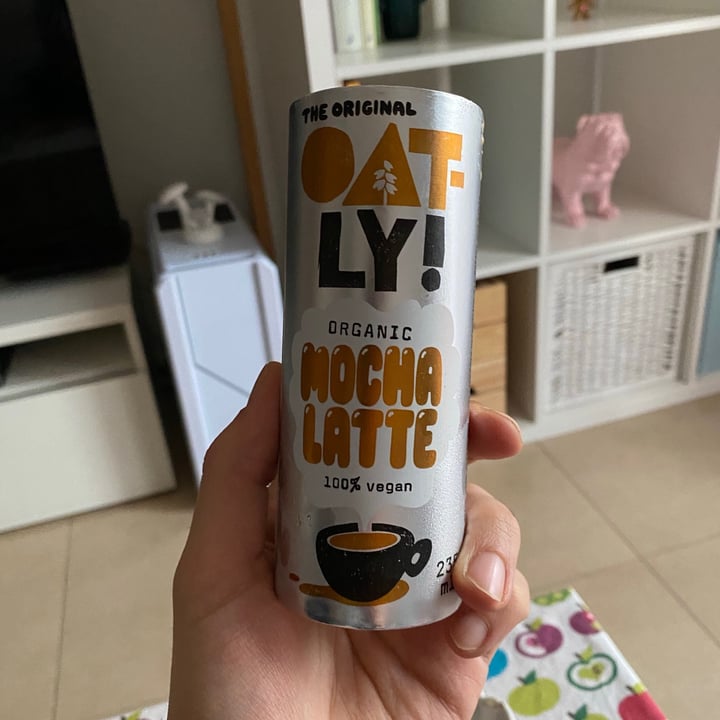 THE ORIGINAL
OAT-
LY!
ORGANIC
MOCHA
LATTE
100% vegan